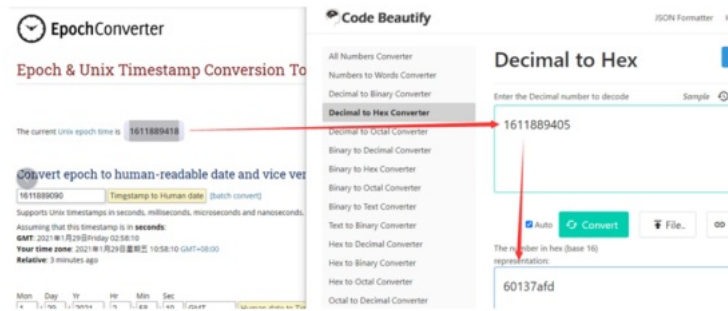 EpochConverter
Epoch & Unix Timestamp Conversion To
The current Unix epoch time is 1611889418
Convert epoch to human-readable date and vice ver
1611889090 Timestamp to Human date [batch convert]
Supports Unix timestamps in seconds, milliseconds, microseconds and nanoseconds.
Assuming that this timestamp is in seconds:
GMT: 2021年1月29日Friday 02:58:10
Your time zone: 2021年1月29日星期五 10:58:10 GMT+08:00
Relative: 3 minutes ago
Mon Day Yr Hr Min Sec
1 / 29 / 2021 2 : 58 : 10 GMT Human date to Tim
Code Beautify
JSON Formatter
All Numbers Converter
Numbers to Words Converter
Decimal to Binary Converter
Decimal to Hex Converter
Decimal to Octal Converter
Binary to Decimal Converter
Binary to Hex Converter
Binary to Octal Converter
Binary to Text Converter
Text to Binary Converter
Hex to Decimal Converter
Hex to Binary Converter
Hex to Octal Converter
Octal to Decimal Converter
Decimal to Hex
Enter the Decimal number to decode Sample
1611889405
Auto Convert File..
The number in hex (base 16)
representation:
60137afd